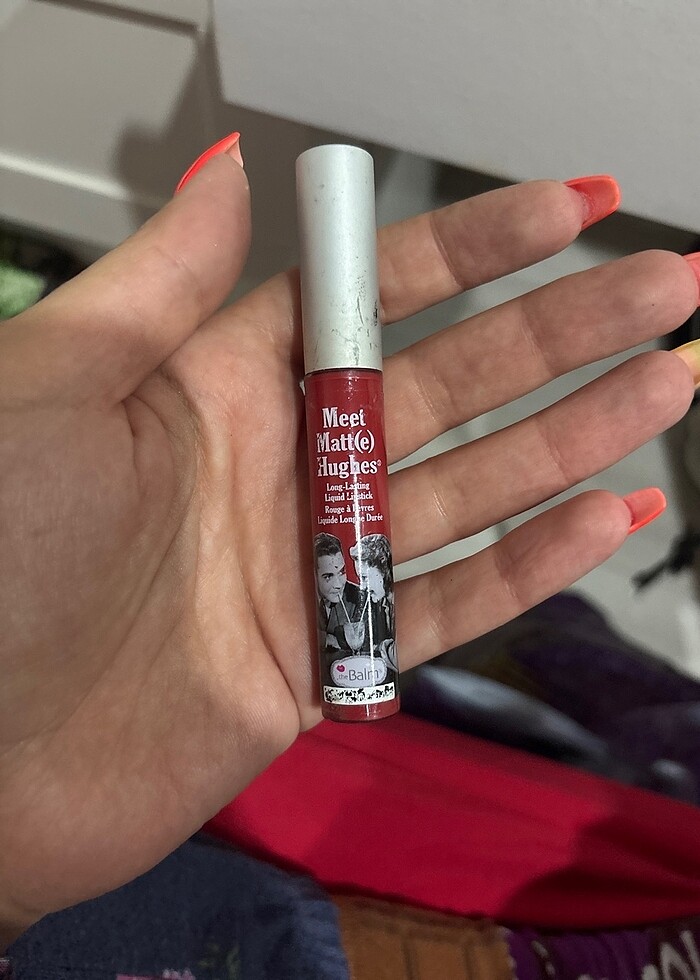 Meet
Matt(e)
Hughes®
Long-Lasting
Liquid Lipstick
Rouge à Lèvres
Liquide Longue Durée
theBalm